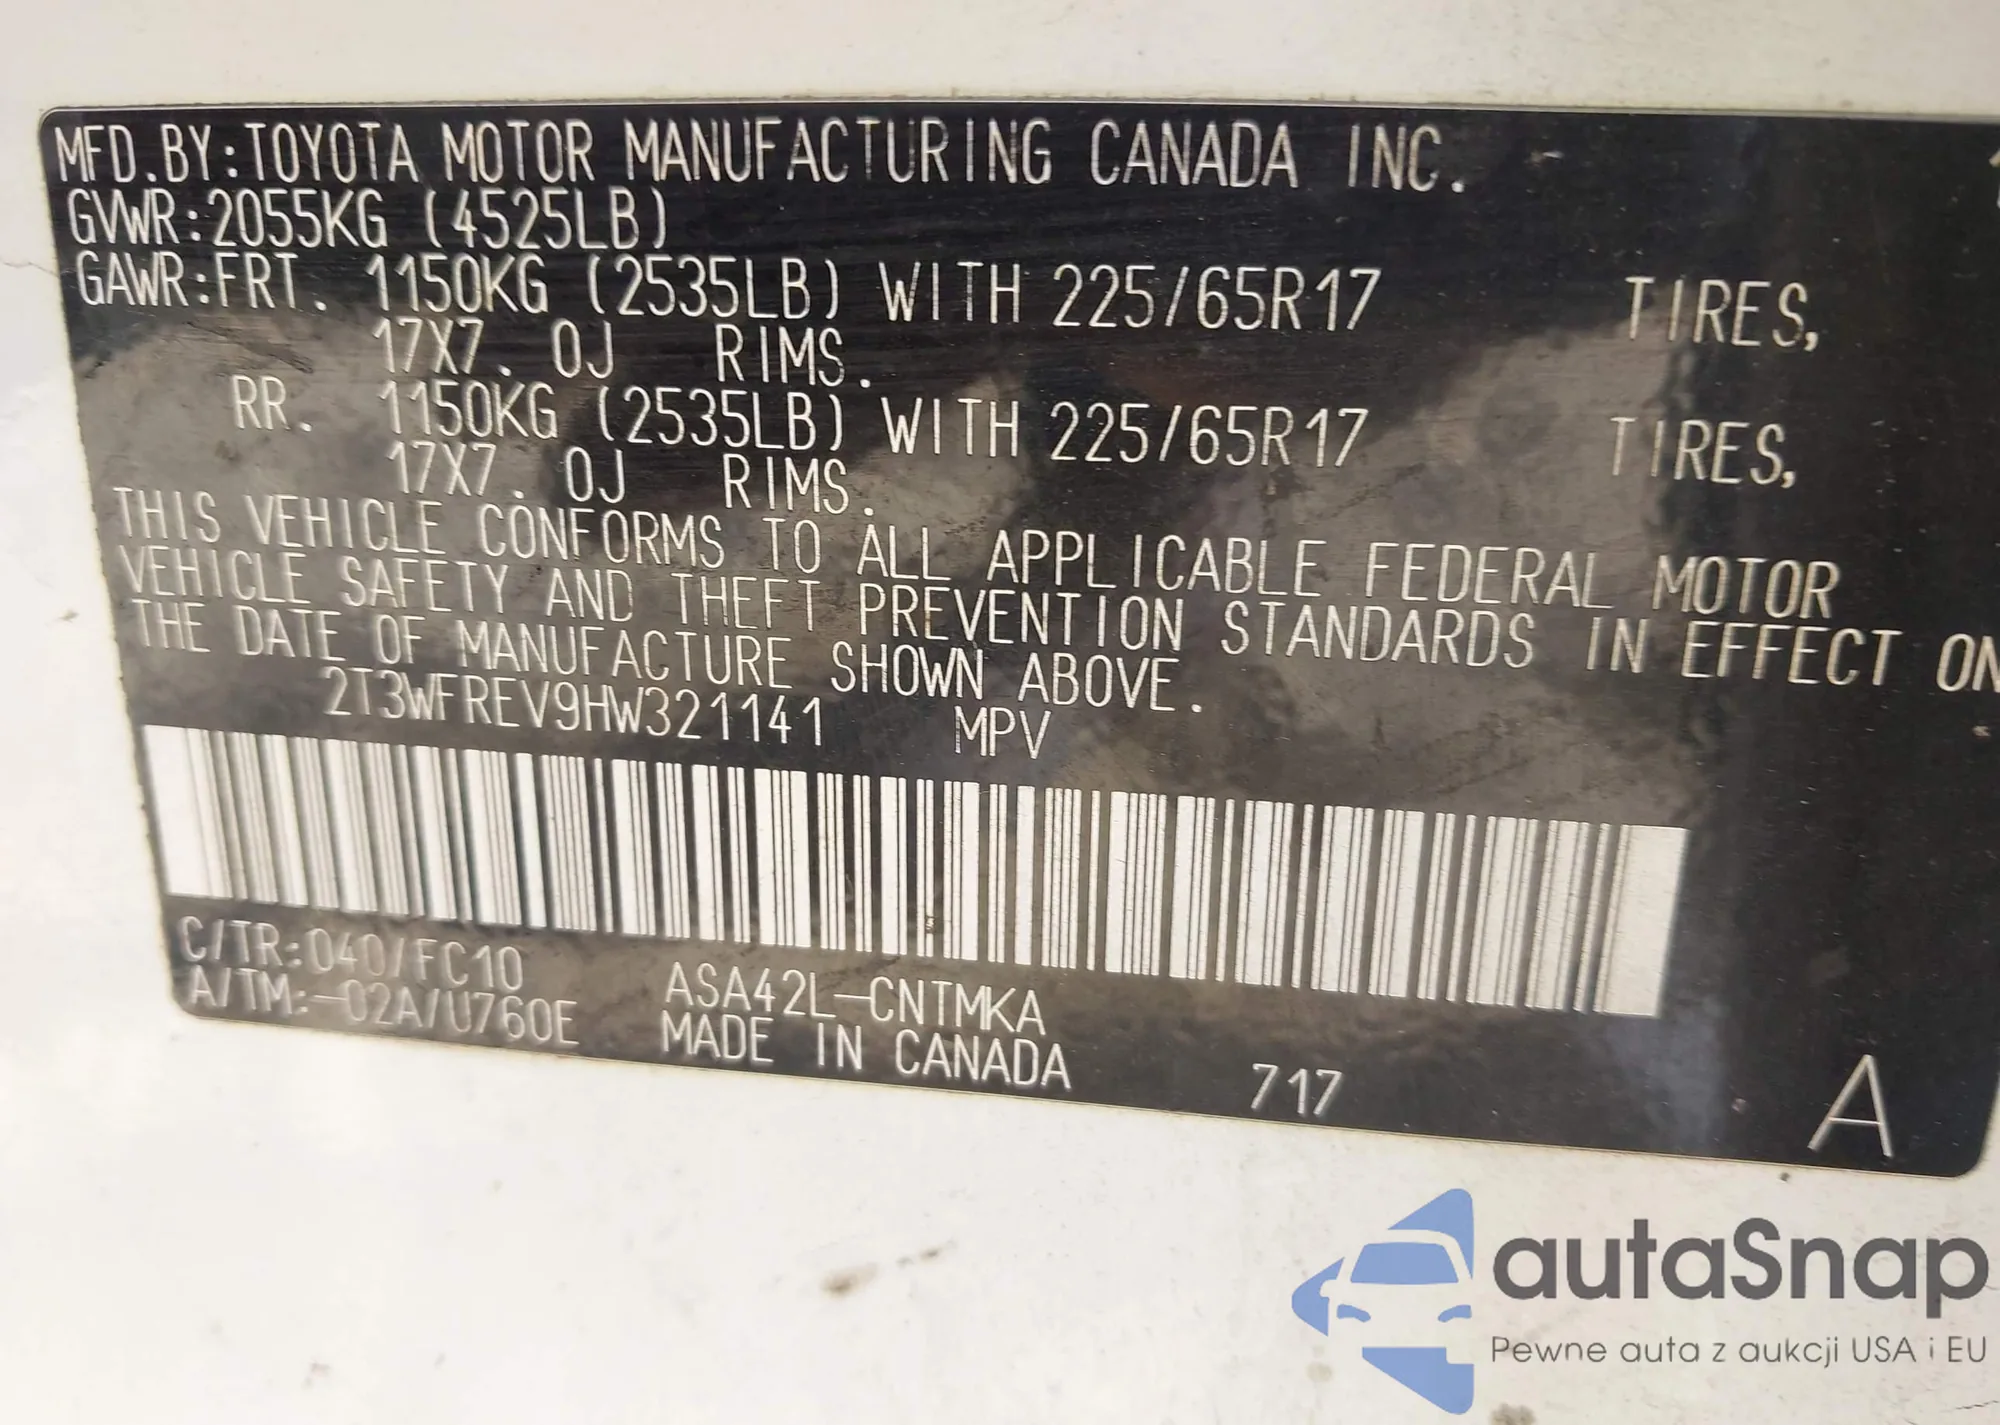 MFD.BY:TOYOTA MOTOR MANUFACTURING CANADA INC.
GVWR:2055KG (4525LB)
GAWR:FRT. 1150KG (2535LB) WITH 225/65R17 TIRES,
17X7.0J RIMS.
RR. 1150KG (2535LB) WITH 225/65R17 TIRES,
17X7.0J RIMS.
THIS VEHICLE CONFORMS TO ALL APPLICABLE FEDERAL MOTOR
VEHICLE SAFETY AND THEFT PREVENTION STANDARDS IN EFFECT ON
THE DATE OF MANUFACTURE SHOWN ABOVE.
2T3WFREV9HW321141 MPV
C/TR:040/FC10 ASA42L-CNTMKA
A/TM:-02A/U760E MADE IN CANADA 717 A
autaSnap
Pewne auta z aukcji USA i EU